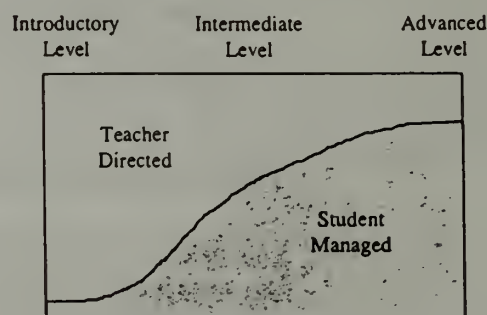 Introductory Intermediate Advanced
Level Level Level
Teacher
Directed
Student
Managed